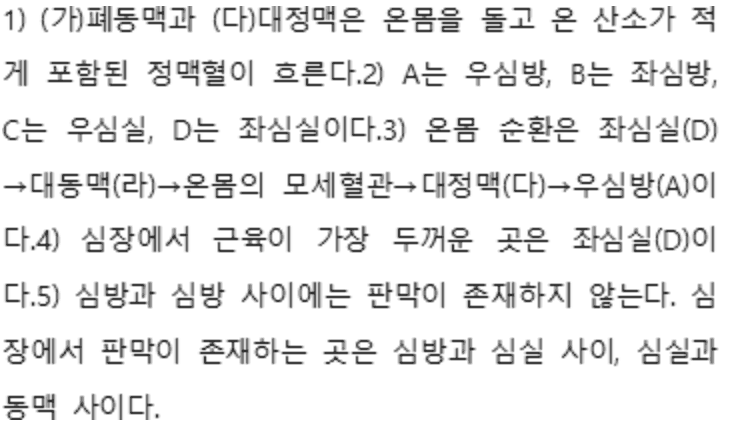 1) (가)폐동맥과 (다)대정맥은 온몸을 돌고 온 산소가 적
게 포함된 정맥혈이 흐른다.2) A는 우심방, B는 좌심방,
C는 우심실, D는 좌심실이다.3) 온몸 순환은 좌심실(D)
→대동맥(라)→온몸의 모세혈관→대정맥(다)→우심방(A)이
다.4) 심장에서 근육이 가장 두꺼운 곳은 좌심실(D)이
다.5) 심방과 심방 사이에는 판막이 존재하지 않는다. 심
장에서 판막이 존재하는 곳은 심방과 심실 사이, 심실과
동맥 사이다.